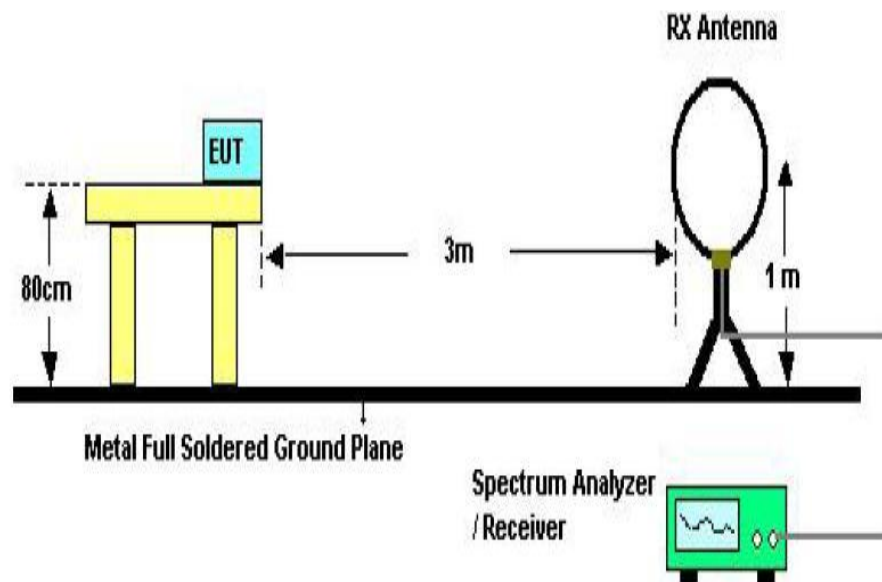 RX Antenna
EUT
3m
80cm
1 m
Metal Full Soldered Ground Plane
Spectrum Analyzer
/ Receiver